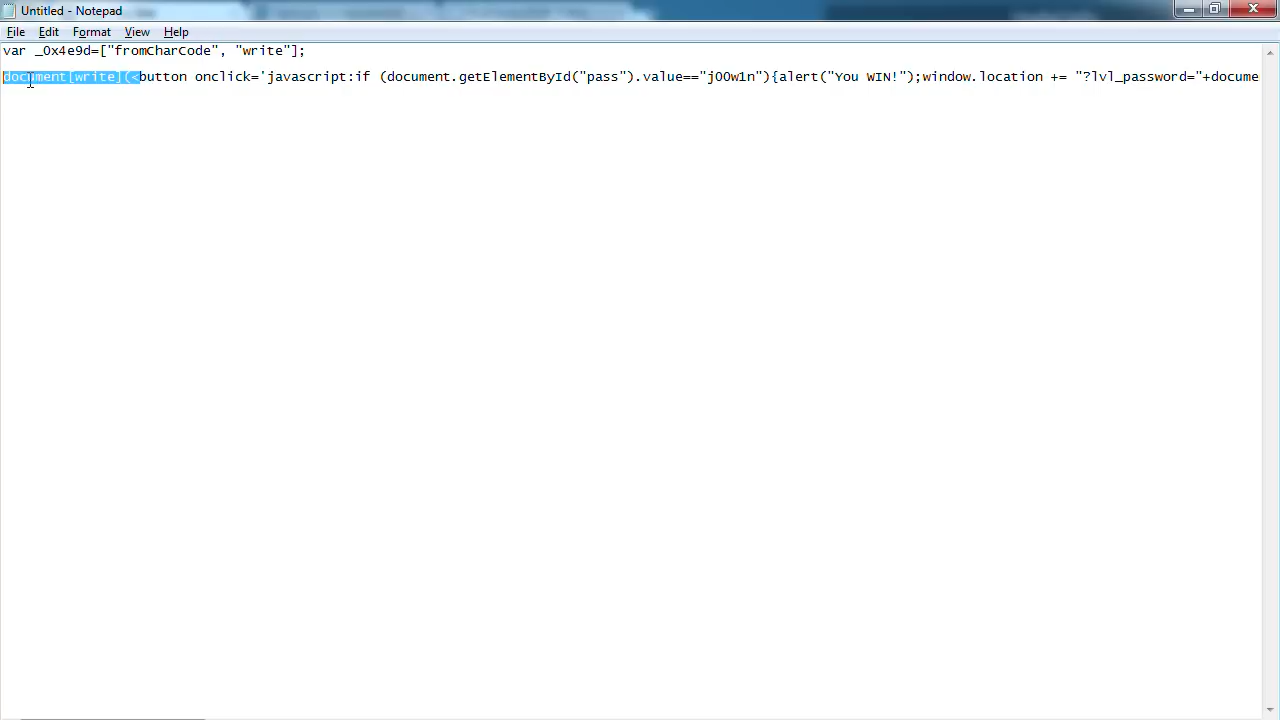 Untitled - Notepad
File Edit Format View Help
var _0x4e9d=["fromCharCode", "write"];
document[write](<button onclick='javascript:if (document.getElementById("pass").value=="j00w1n"){alert("You WIN!");window.location += "?lvl_password="+docume